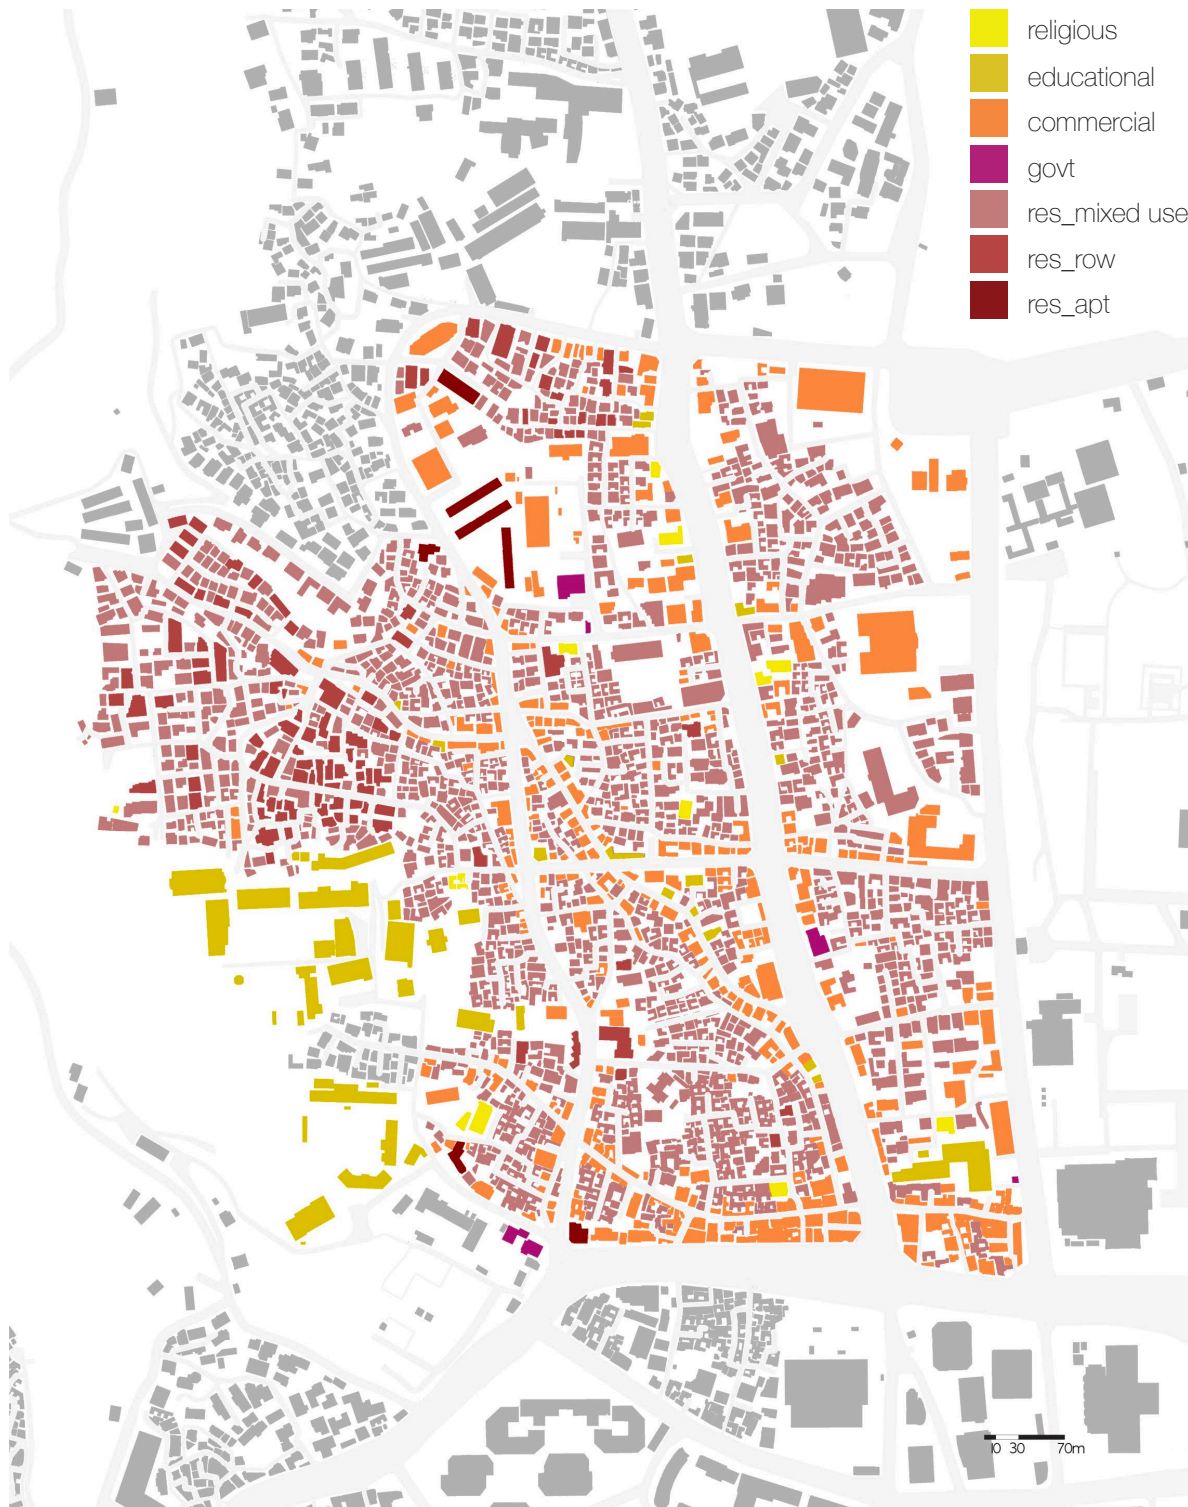 religious
educational
commercial
govt
res_mixed use
res_row
res_apt
10 30 70m